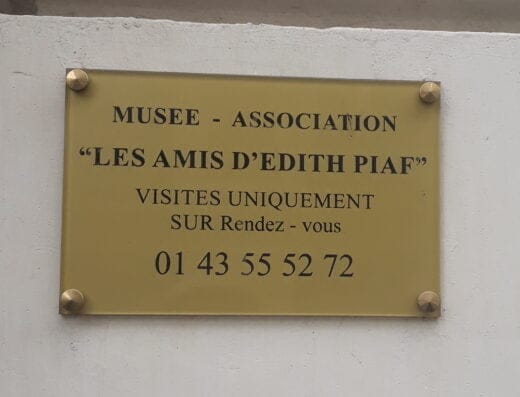 MUSEE - ASSOCIATION
“LES AMIS D’EDITH PIAF”
VISITES UNIQUEMENT
SUR Rendez - vous
01 43 55 52 72